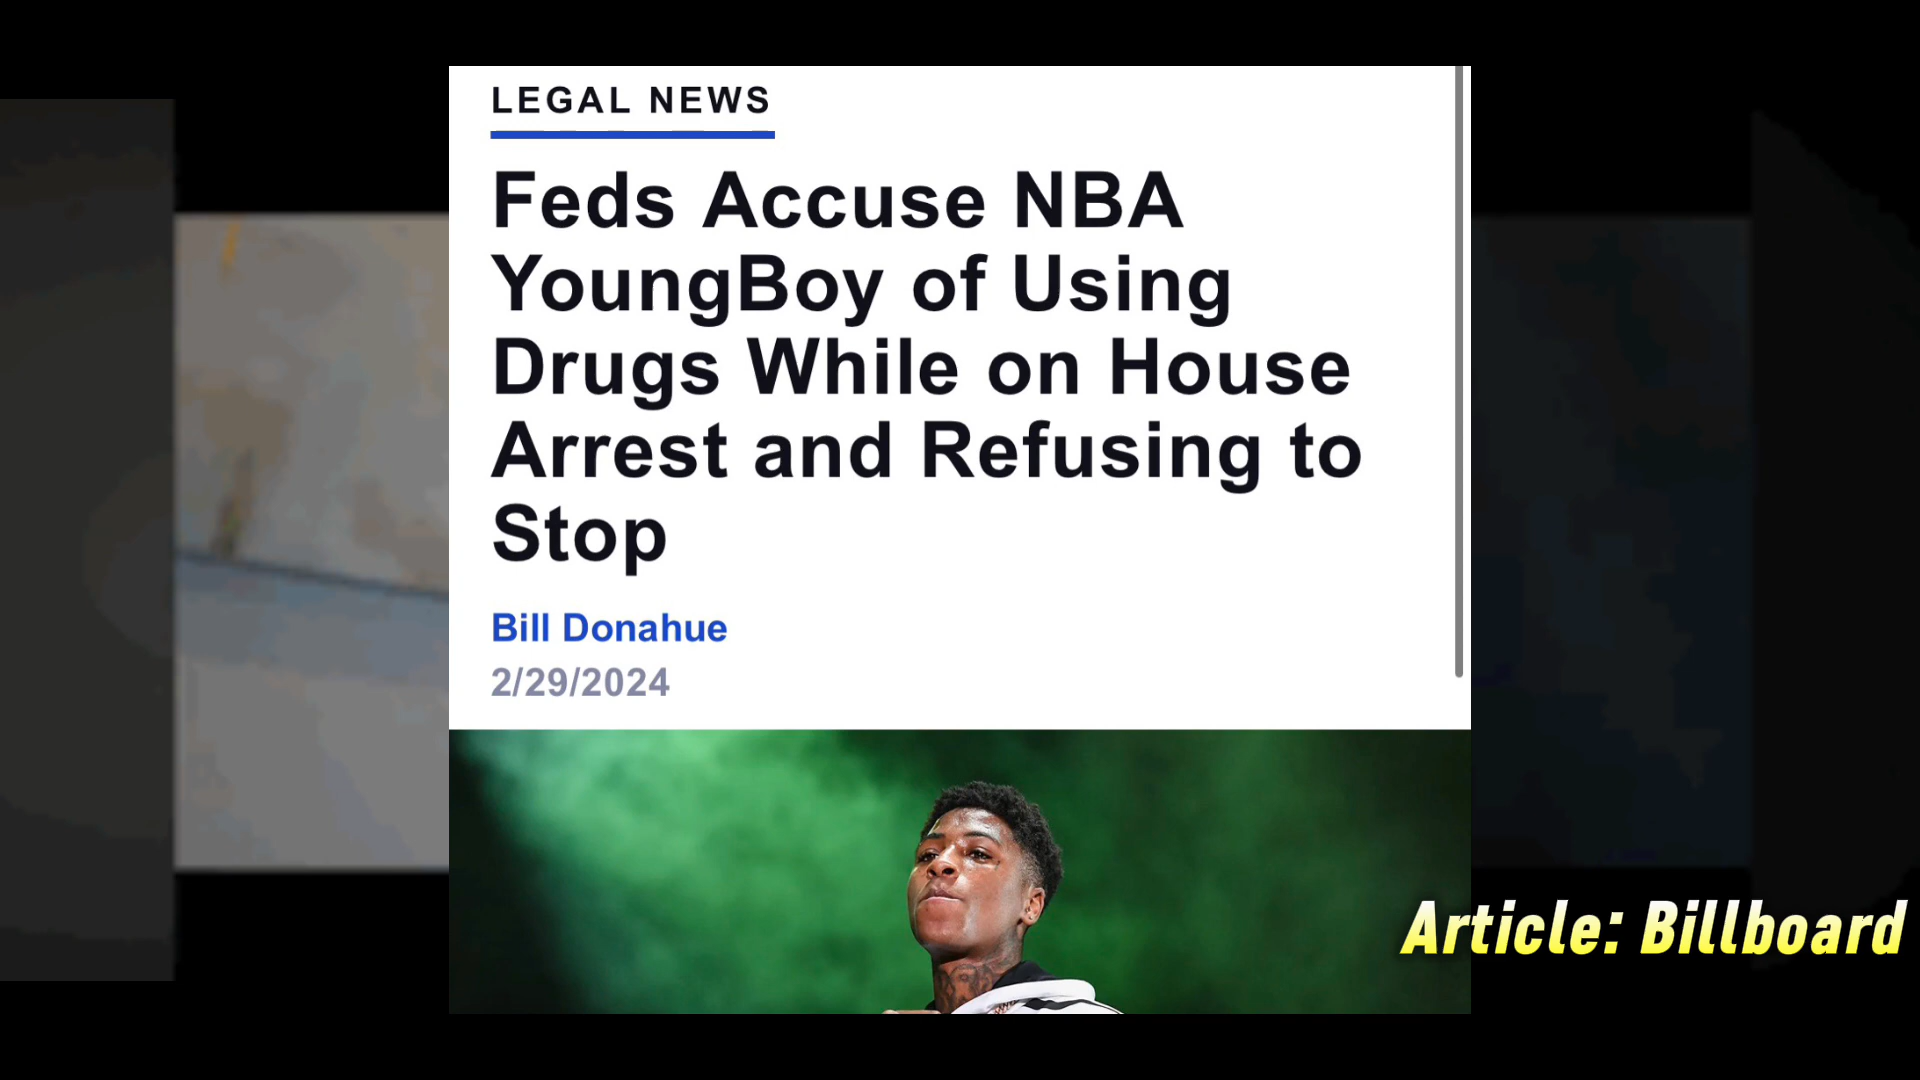 LEGAL NEWS
Feds Accuse NBA
YoungBoy of Using
Drugs While on House
Arrest and Refusing to
Stop
Bill Donahue
2/29/2024
Article: Billboard